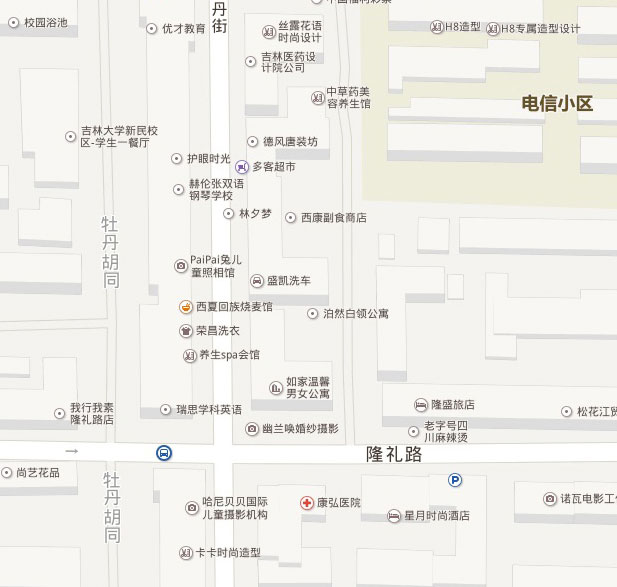 中国福利彩票
丹
街
校园浴池
优才教育
丝露花语
时尚设计
H8造型
H8专属造型设计
吉林医药设
计院公司
中草药美
容养生馆
电信小区
吉林大学新民校
区-学生一餐厅
德风唐装坊
护眼时光
多客超市
赫伦张双语
钢琴学校
林夕梦
西康副食商店
牡
丹
胡
同
PaiPai兔儿
童照相馆
盛凯洗车
西夏回族烧麦馆
泊然白领公寓
荣昌洗衣
养生spa会馆
如家温馨
男女公寓
我行我素
隆礼路店
瑞思学科英语
隆盛旅店
松花江贸
幽兰唤婚纱摄影
老字号四
川麻辣烫
隆礼路
尚艺花品
P
牡
丹
胡
同
哈尼贝贝国际
儿童摄影机构
康弘医院
星月时尚酒店
诺瓦电影工
卡卡时尚造型